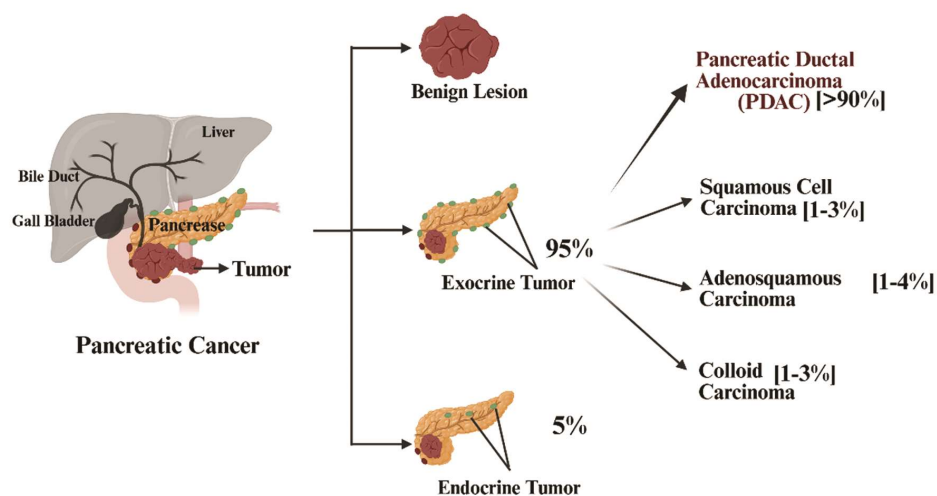 Liver
Bile Duct
Gall Bladder
Pancrease
Tumor
Pancreatic Cancer
Benign Lesion
95%
Exocrine Tumor
5%
Endocrine Tumor
Pancreatic Ductal
Adenocarcinoma
(PDAC) [>90%]
Squamous Cell
Carcinoma [1-3%]
Adenosquamous [1-4%]
Carcinoma
Colloid [1-3%]
Carcinoma